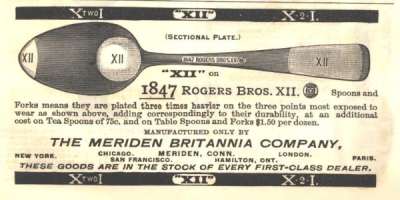 XTWOI "XII" X-2-I.
(SECTIONAL PLATE.)
XII XII 1847 ROGERS BROS. XII. XII
"XII" on
1847 ROGERS BROS. XII. Spoons and
Forks means they are plated three times heavier on the three points most exposed to
wear as shown above, adding correspondingly to their durability, at an additional
cost on Tea Spoons of 75c. and on Table Spoons and Forks $1.50 per dozen.
MANUFACTURED ONLY BY
THE MERIDEN BRITANNIA COMPANY,
NEW YORK. CHICAGO. MERIDEN, CONN. LONDON. PARIS.
SAN FRANCISCO. HAMILTON, ONT.
THESE GOODS ARE IN THE STOCK OF EVERY FIRST-CLASS DEALER.
XTWOI "XII" X-2-I.